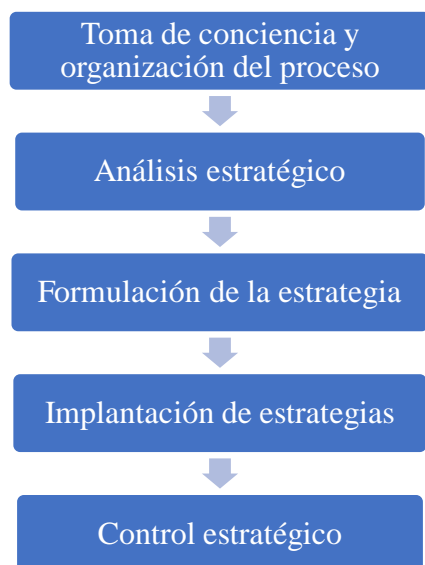 Toma de conciencia y
organización del proceso
Análisis estratégico
Formulación de la estrategia
Implantación de estrategias
Control estratégico